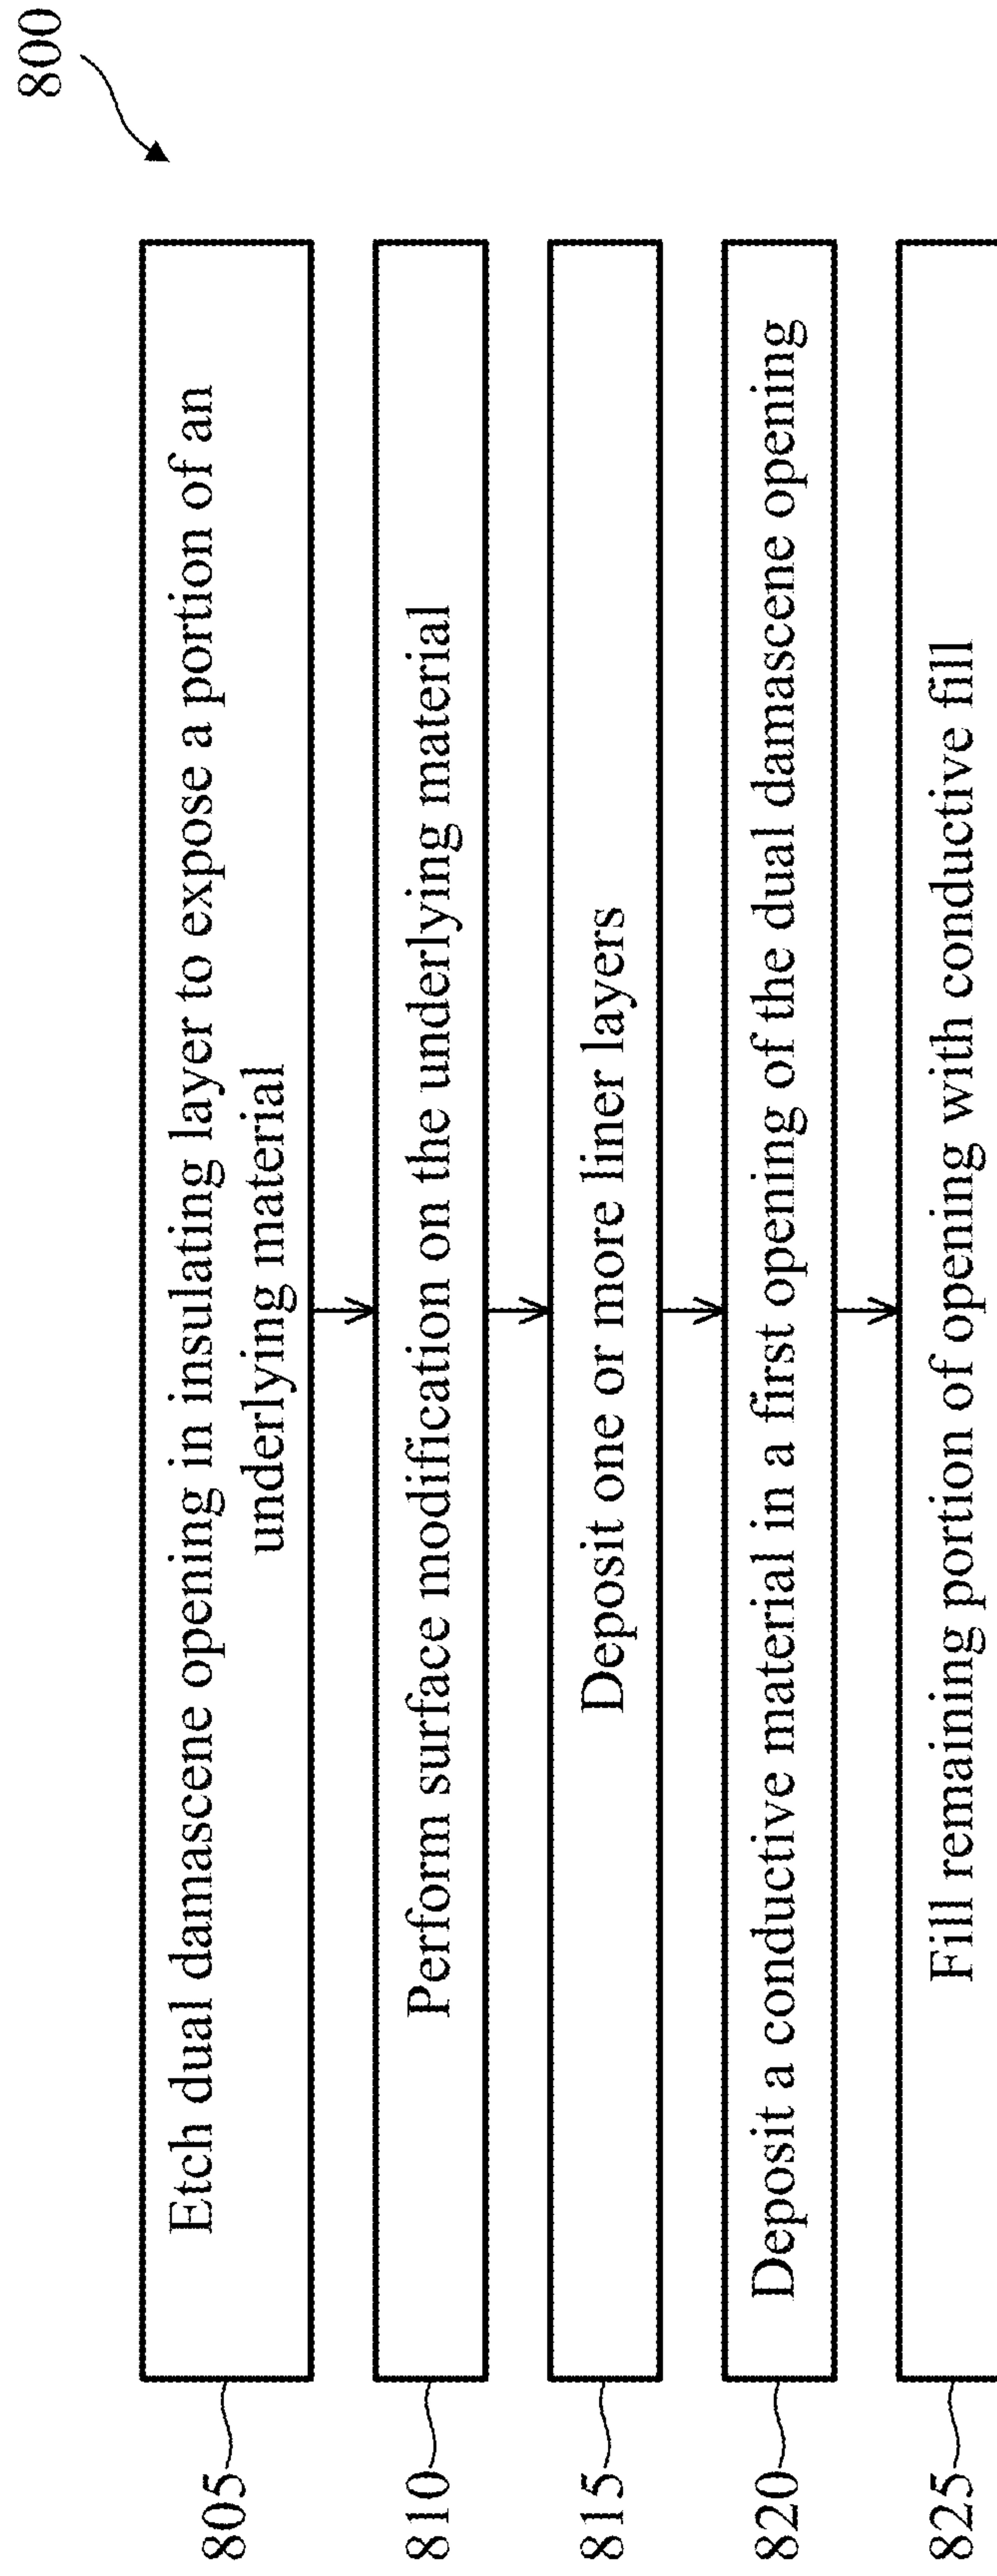 800
805
Etch dual damascene opening in insulating layer to expose a portion of an
underlying material
810
Perform surface modification on the underlying material
815
Deposit one or more liner layers
820
Deposit a conductive material in a first opening of the dual damascene opening
825
Fill remaining portion of opening with conductive fill